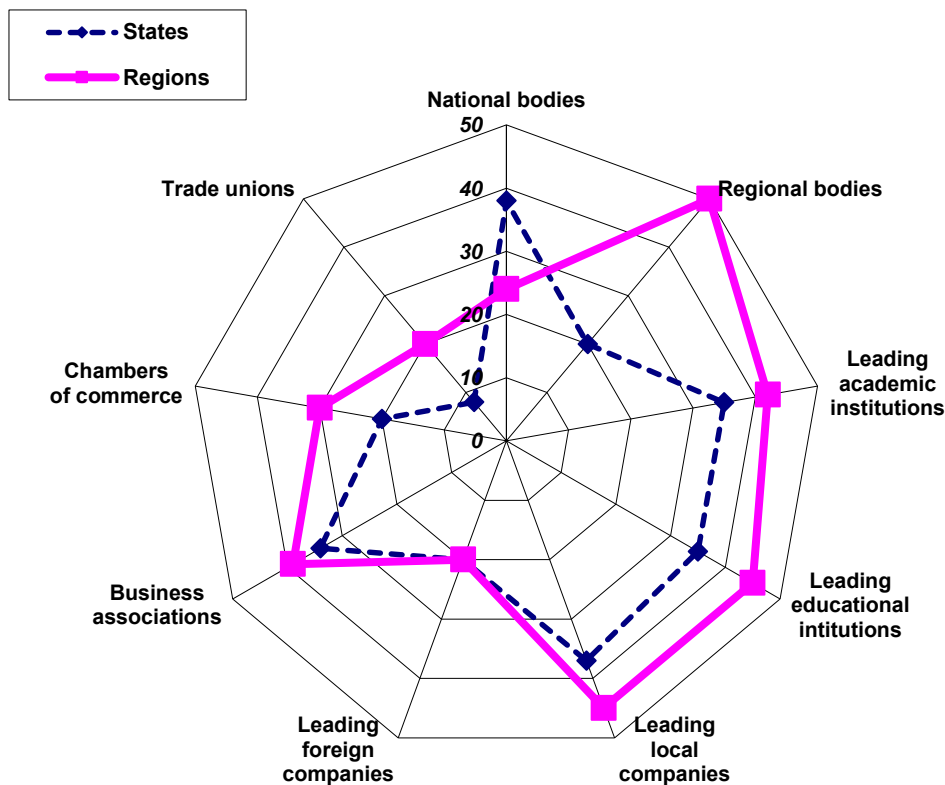 States
Regions
National bodies
50
Regional bodies
Trade unions
40
30
20
Chambers
of commerce
Leading
academic
institutions
10
0
Business
associations
Leading
educational
intitutions
Leading
foreign
companies
Leading
local
companies